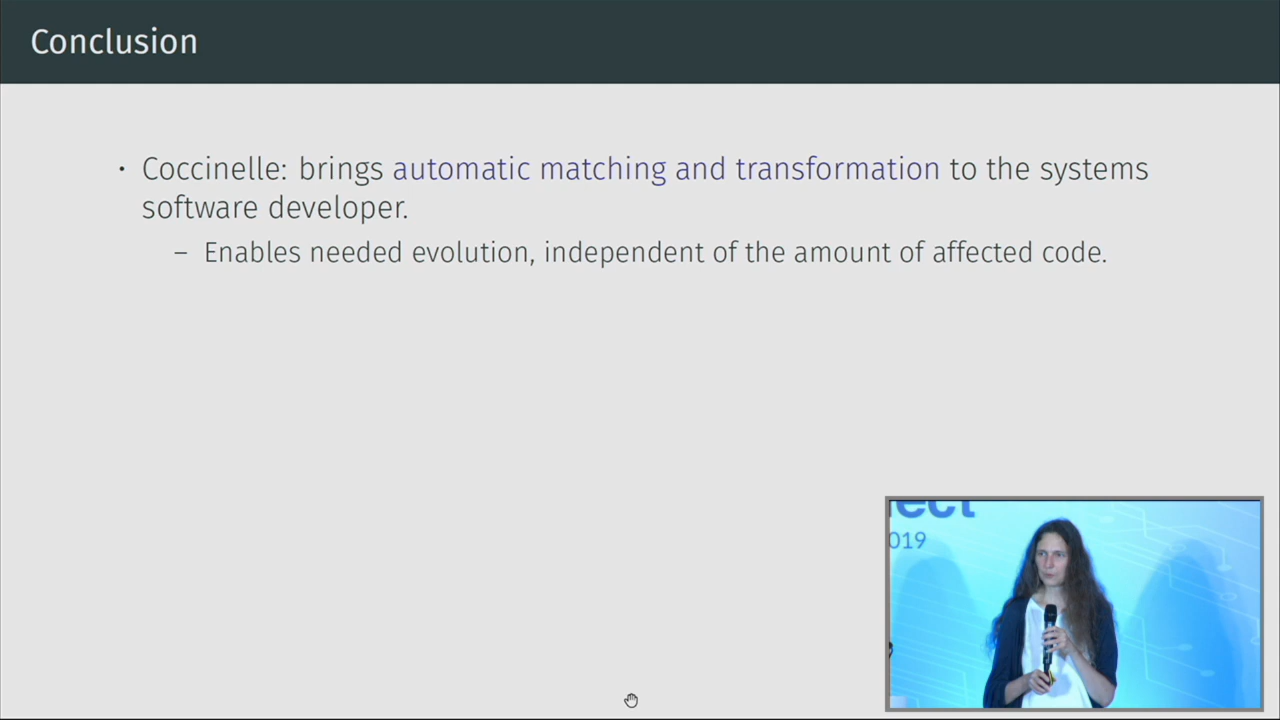 Conclusion
• Coccinelle: brings automatic matching and transformation to the systems
software developer.
– Enables needed evolution, independent of the amount of affected code.
nect
019